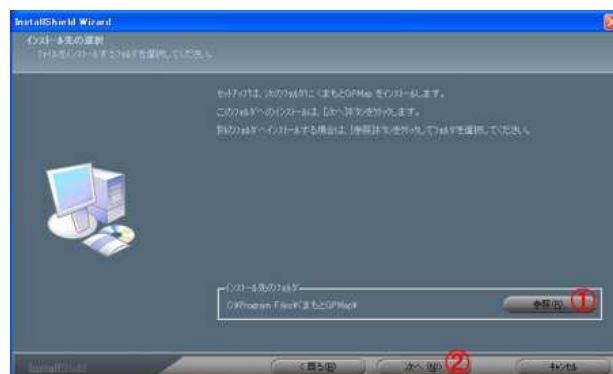 InstallShield Wizard
インストール先の選択
ファイルをインストールするフォルダを選択してください。
セットアップは、次のフォルダに くまもとGPMap をインストールします。
このフォルダへのインストールは、[次へ]ボタンをクリックします。
別のフォルダへインストールする場合は、[参照]ボタンをクリックしてフォルダを選択してください。
インストール先のフォルダ
C:¥Program Files¥くまもとGPMap¥
参照(R)... ①
InstallShield
< 戻る(B) 次へ(N) ② キャンセル